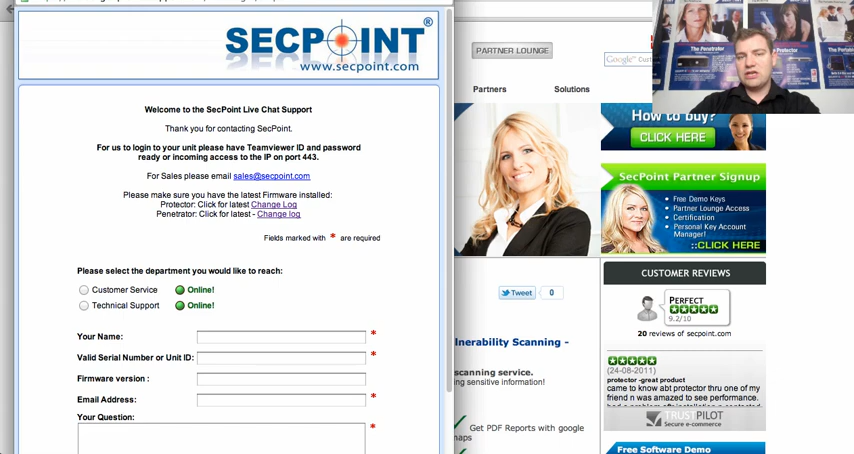 SECPOINT®
www.secpoint.com
Welcome to the SecPoint Live Chat Support
Thank you for contacting SecPoint.
For us to login to your unit please have Teamviewer ID and password
ready or incoming access to the IP on port 443.
For Sales please email sales@secpoint.com
Please make sure you have the latest Firmware installed:
Protector: Click for latest Change Log
Penetrator: Click for latest - Change log
Fields marked with * are required
Please select the department you would like to reach:
Customer Service Online!
Technical Support Online!
Your Name: *
Valid Serial Number or Unit ID: *
Firmware version :
Email Address: *
Your Question: *
PARTNER LOUNGE
Google™
Partners
Solutions
The Penetrator
How to buy?
CLICK HERE
SecPoint Partner Signup
• Free Demo Keys
• Partner Lounge Access
• Certification
• Personal Key Account
Manager!
::CLICK HERE
Tweet 0
CUSTOMER REVIEWS
PERFECT
9.2/10
20 reviews of secpoint.com
(24-08-2011)
protector -great product
came to know abt protector thru one of my
friend n was amazed to see performance.
TRUSTPILOT
Secure e-commerce
Free Software Demo
lnerability Scanning -
scanning service.
ng sensitive information!
Get PDF Reports with google
maps